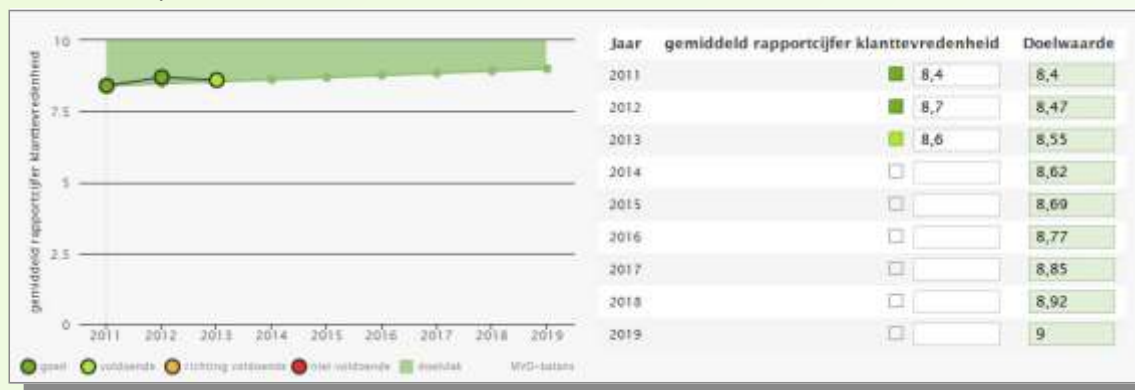 gemiddeld rapportcijfer klanttevredenheid
10
7.5
5
2.5
0
2011 2012 2013 2014 2015 2016 2017 2018 2019
goed voldoende richting voldoende niet voldoende doelvlak MVO-balans
Jaar gemiddeld rapportcijfer klanttevredenheid Doelwaarde
2011 8,4 8,4
2012 8,7 8,47
2013 8,6 8,55
2014 8,62
2015 8,69
2016 8,77
2017 8,85
2018 8,92
2019 9